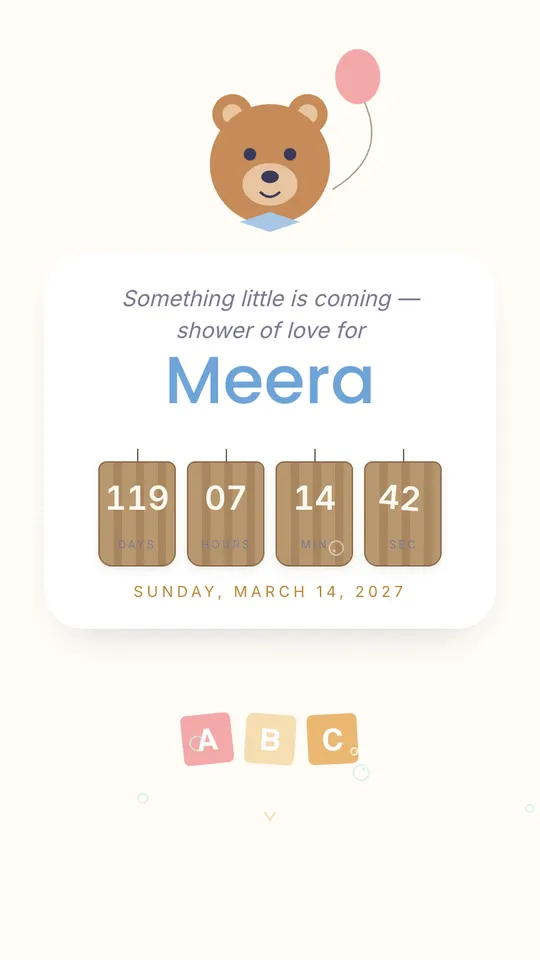 Something little is coming —
shower of love for
Meera
119 07 14 42
DAYS HOURS MIN SEC
SUNDAY, MARCH 14, 2027
A B C